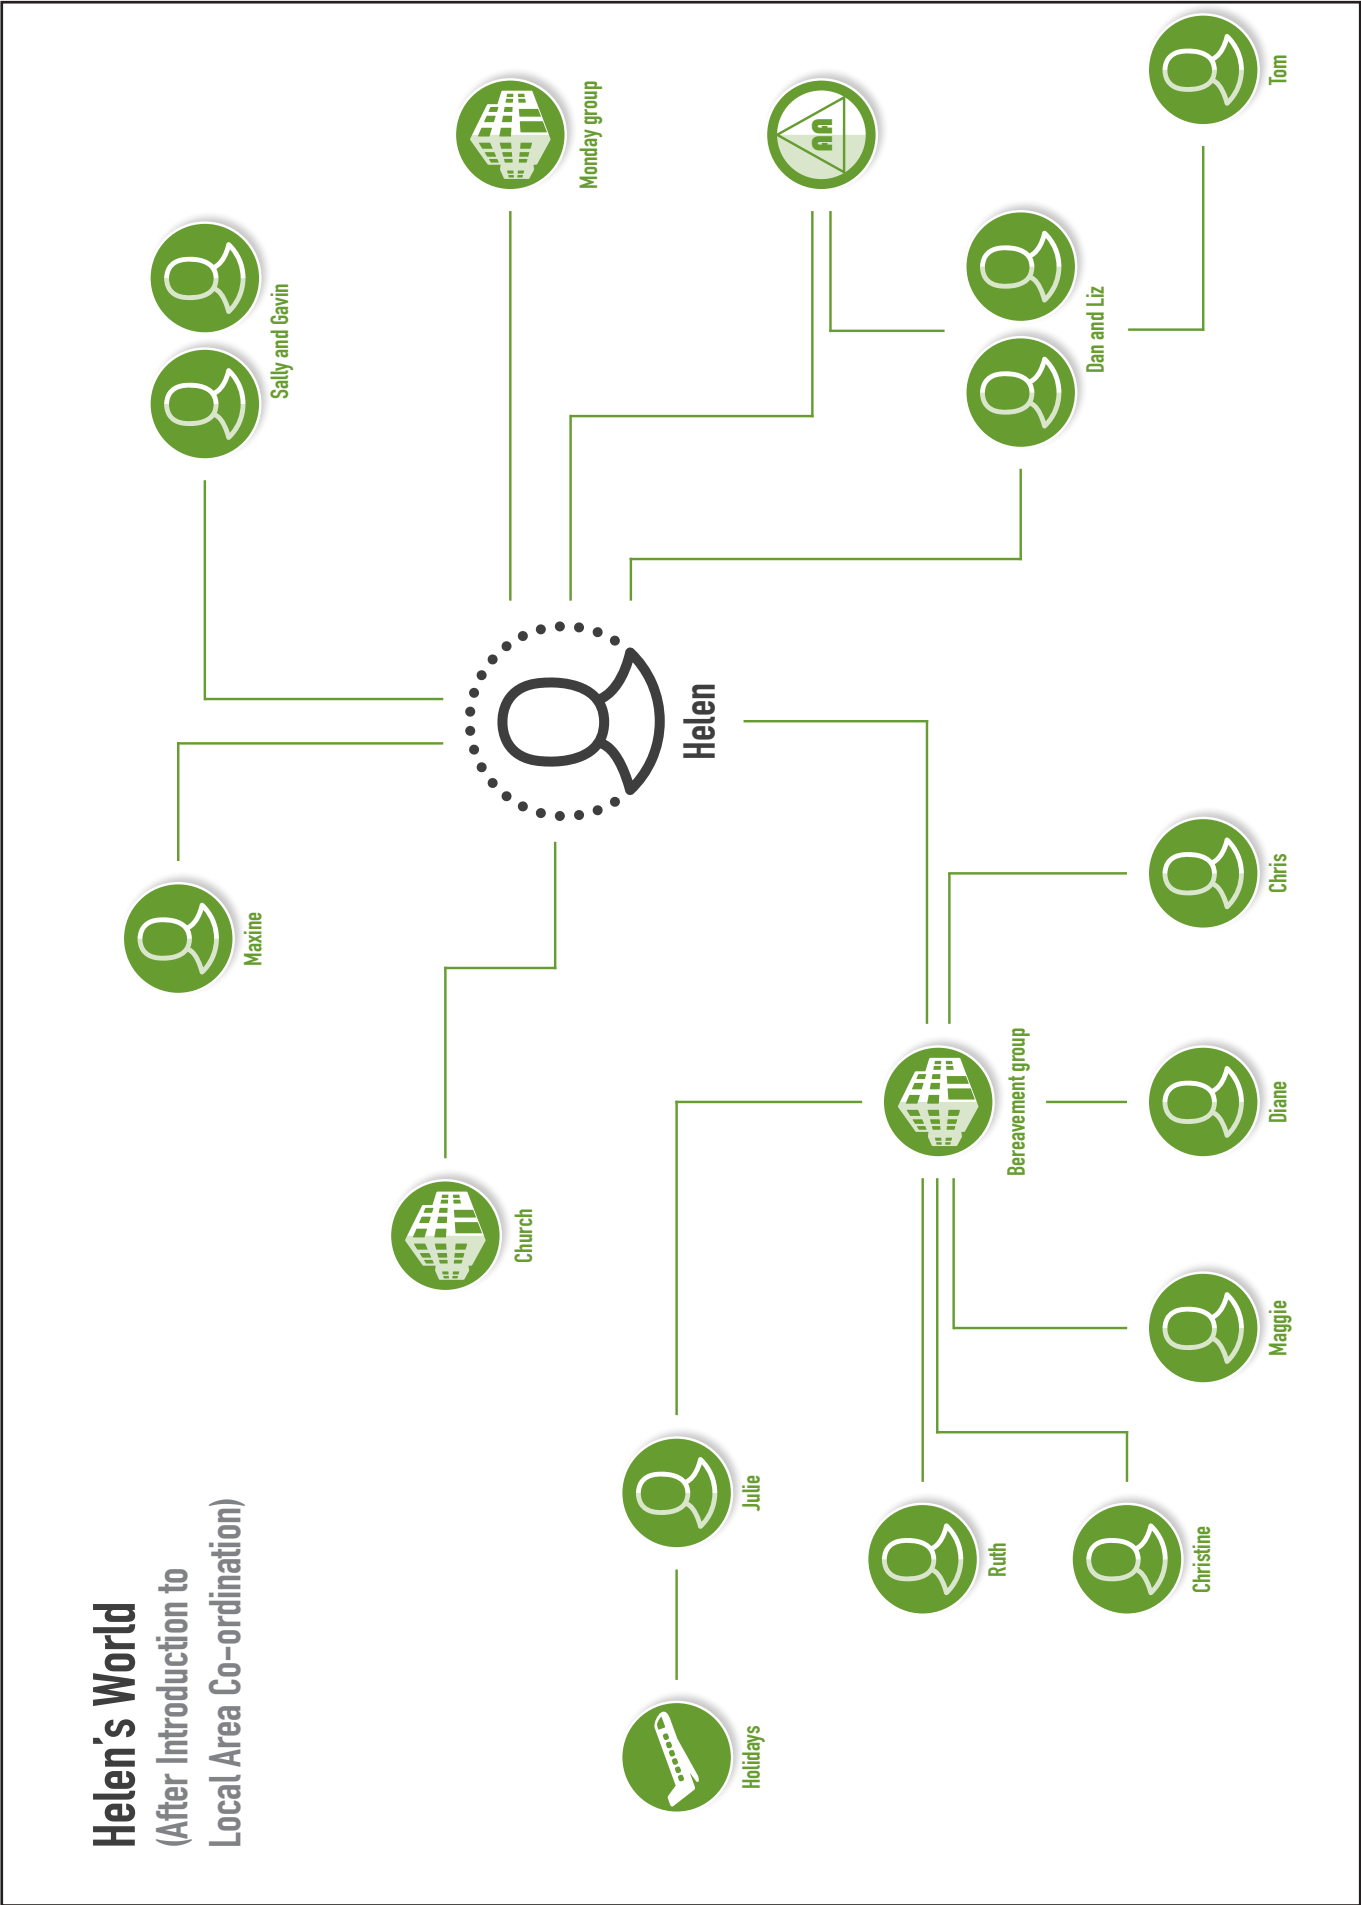 Helen's World
(After Introduction to
Local Area Co-ordination)
Maxine
Sally and Gavin
Church
Monday group
Helen
Holidays
Julie
AA
Ruth
Bereavement group
Dan and Liz
Christine
Maggie
Diane
Chris
Tom